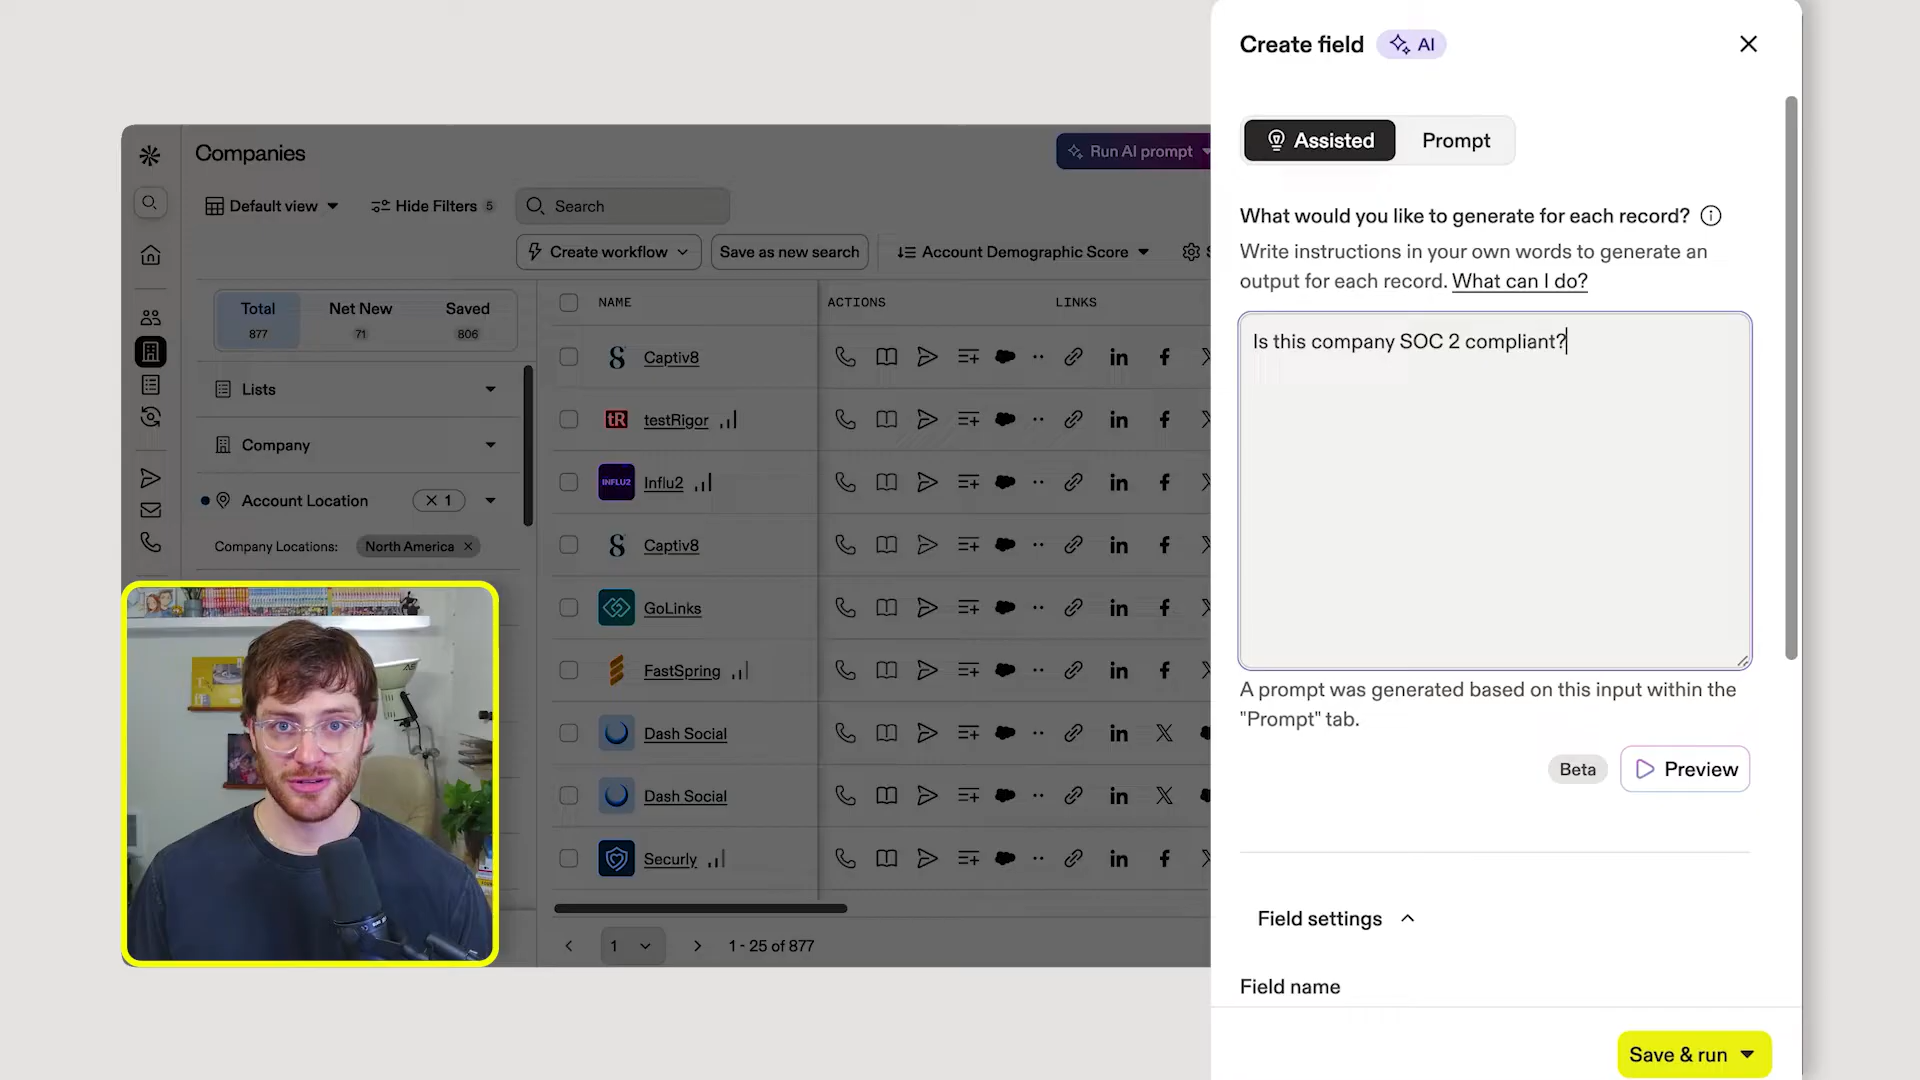 Create field
AI
Assisted
Prompt
What would you like to generate for each record?
Write instructions in your own words to generate an
output for each record. What can I do?
Is this company SOC 2 compliant?
A prompt was generated based on this input within the
"Prompt" tab.
Beta
Preview
Field settings
Field name
Save & run
Companies
Run AI prompt
Default view
Hide Filters 5
Search
Create workflow
Save as new search
Account Demographic Score
Total
877
Net New
71
Saved
806
Lists
Company
Account Location
1
Company Locations:
North America
NAME
ACTIONS
LINKS
Captiv8
tR
testRigor
INFLU2
Influ2
Captiv8
GoLinks
FastSpring
Dash Social
Dash Social
Securly
1
1 - 25 of 877